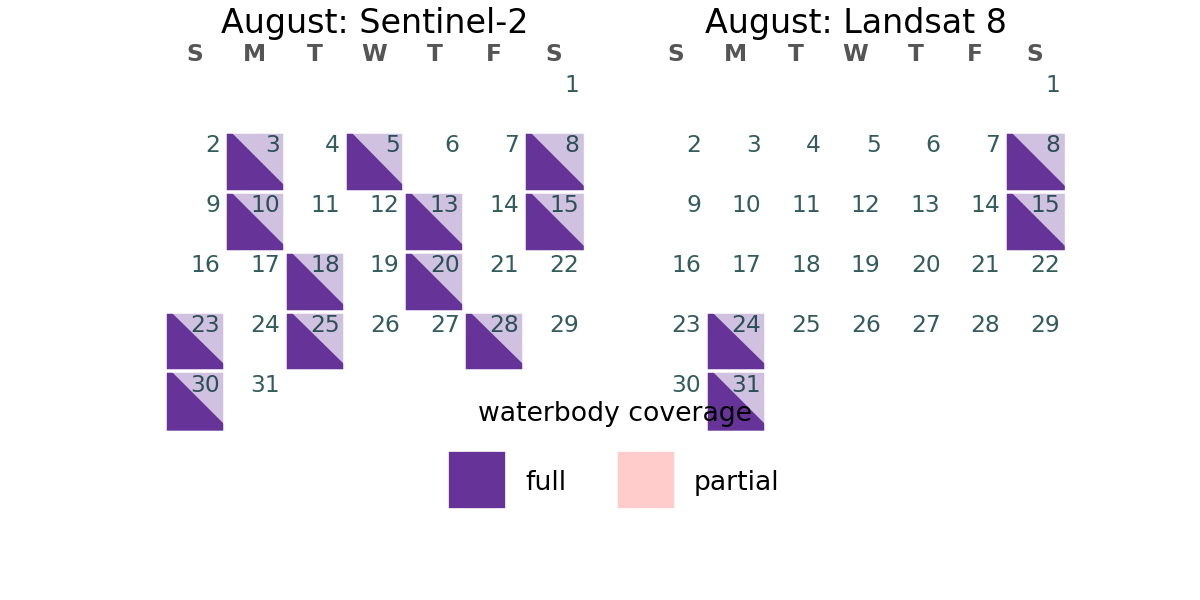 August: Sentinel-2
S M T W T F S
1
2 3 4 5 6 7 8
9 10 11 12 13 14 15
16 17 18 19 20 21 22
23 24 25 26 27 28 29
30 31
August: Landsat 8
S M T W T F S
1
2 3 4 5 6 7 8
9 10 11 12 13 14 15
16 17 18 19 20 21 22
23 24 25 26 27 28 29
30 31
waterbody coverage
full partial